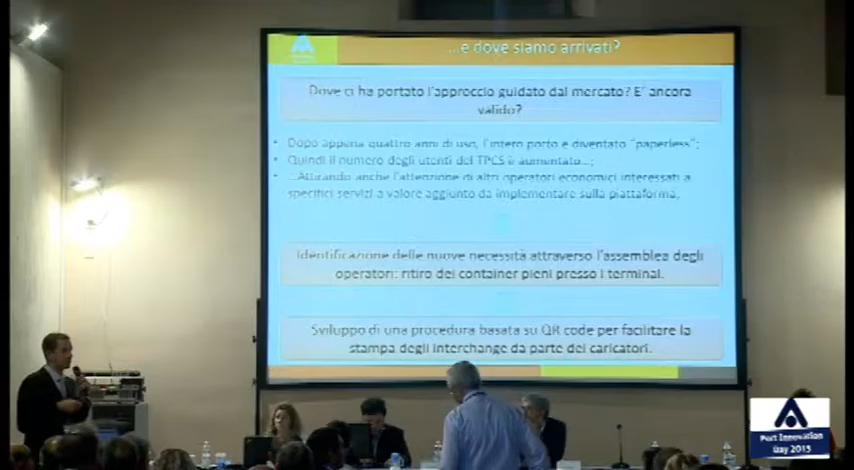 ...e dove siamo arrivati?
Dove ci ha portato l'approccio guidato dal mercato? E' ancora
valido?
• Dopo appena quattro anni di uso, l'intero porto è diventato "paperless";
• Quindi il numero degli utenti del TPCS è aumentato...;
• ...Attirando anche l'attenzione di altri operatori economici interessati a
specifici servizi a valore aggiunto da implementare sulla piattaforma.
Identificazione delle nuove necessità attraverso l'assemblea degli
operatori: ritiro dei container pieni presso i terminal.
Sviluppo di una procedura basata su QR code per facilitare la
stampa degli interchange da parte dei caricatori.
Port Innovation
Day 2015